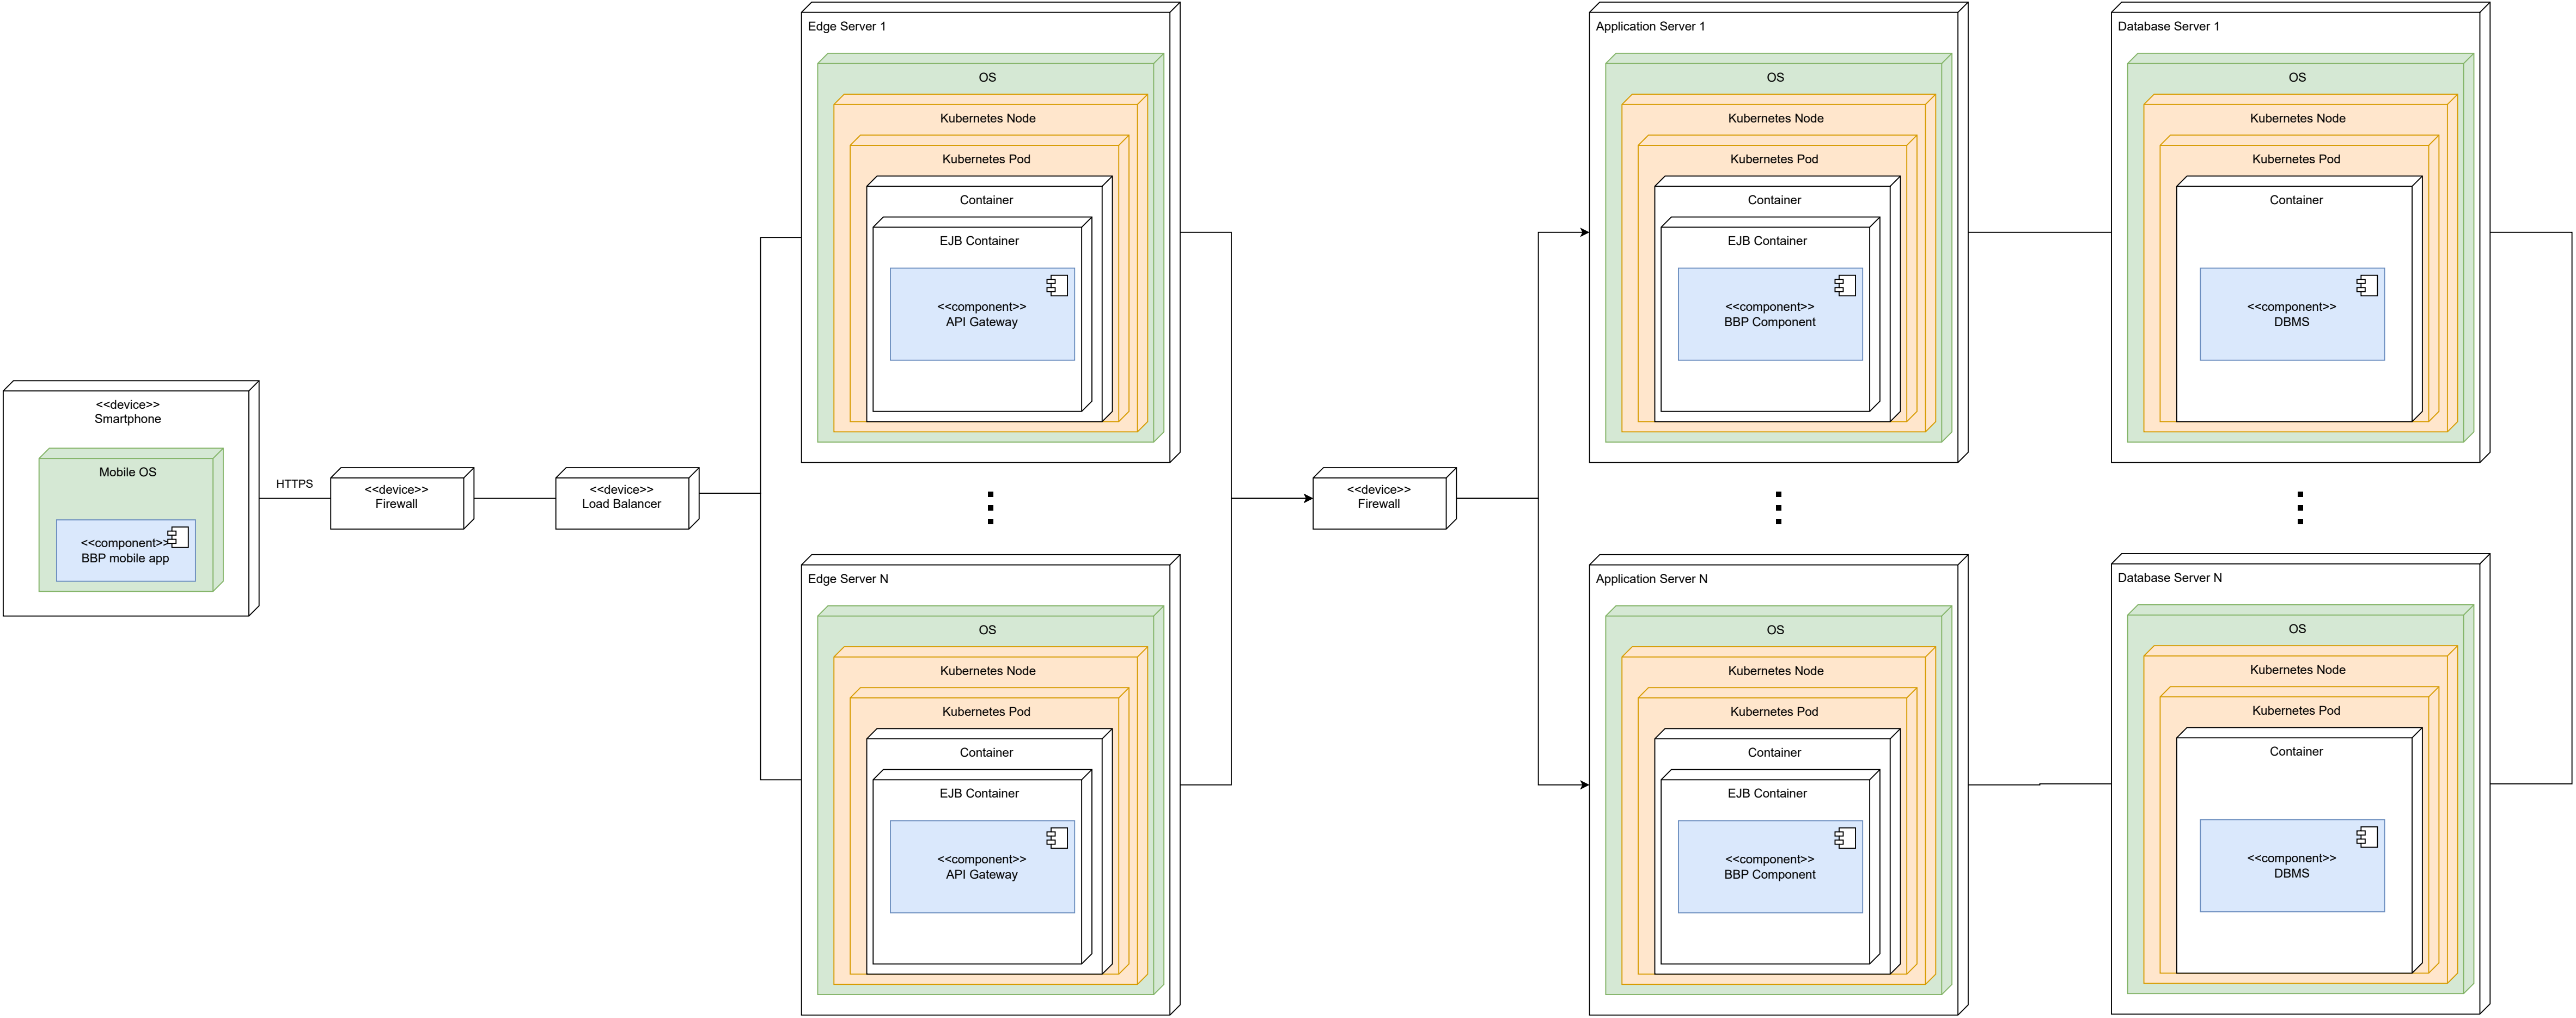 <<device>>
Smartphone
Mobile OS
<<component>>
BBP mobile app
HTTPS
<<device>>
Firewall
<<device>>
Load Balancer
Edge Server 1
OS
Kubernetes Node
Kubernetes Pod
Container
EJB Container
<<component>>
API Gateway
Edge Server N
OS
Kubernetes Node
Kubernetes Pod
Container
EJB Container
<<component>>
API Gateway
<<device>>
Firewall
Application Server 1
OS
Kubernetes Node
Kubernetes Pod
Container
EJB Container
<<component>>
BBP Component
Application Server N
OS
Kubernetes Node
Kubernetes Pod
Container
EJB Container
<<component>>
BBP Component
Database Server 1
OS
Kubernetes Node
Kubernetes Pod
Container
<<component>>
DBMS
Database Server N
OS
Kubernetes Node
Kubernetes Pod
Container
<<component>>
DBMS